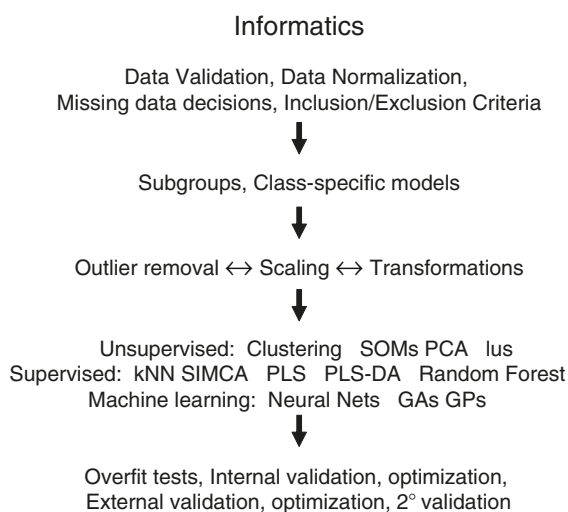 Informatics
Data Validation, Data Normalization,
Missing data decisions, Inclusion/Exclusion Criteria
Subgroups, Class-specific models
Outlier removal ↔ Scaling ↔ Transformations
Unsupervised: Clustering SOMs PCA lus
Supervised: kNN SIMCA PLS PLS-DA Random Forest
Machine learning: Neural Nets GAs GPs
Overfit tests, Internal validation, optimization,
External validation, optimization, 2° validation